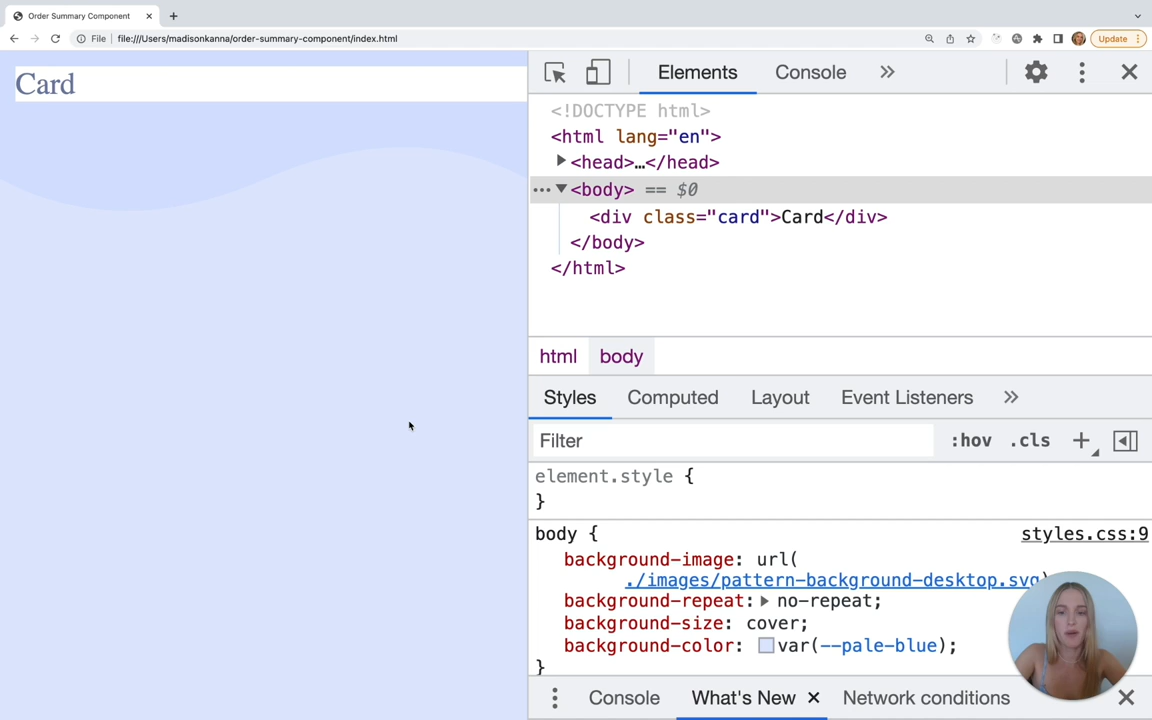 Order Summary Component
File file:///Users/madisonkanna/order-summary-component/index.html Update
Card
Elements Console
<!DOCTYPE html>
<html lang="en">
<head>…</head>
<body> == $0
<div class="card">Card</div>
</body>
</html>
html body
Styles Computed Layout Event Listeners
Filter :hov .cls
element.style {
}
body { styles.css:9
background-image: url(
./images/pattern-background-desktop.svg)
background-repeat: no-repeat;
background-size: cover;
background-color: var(--pale-blue);
}
Console What's New Network conditions